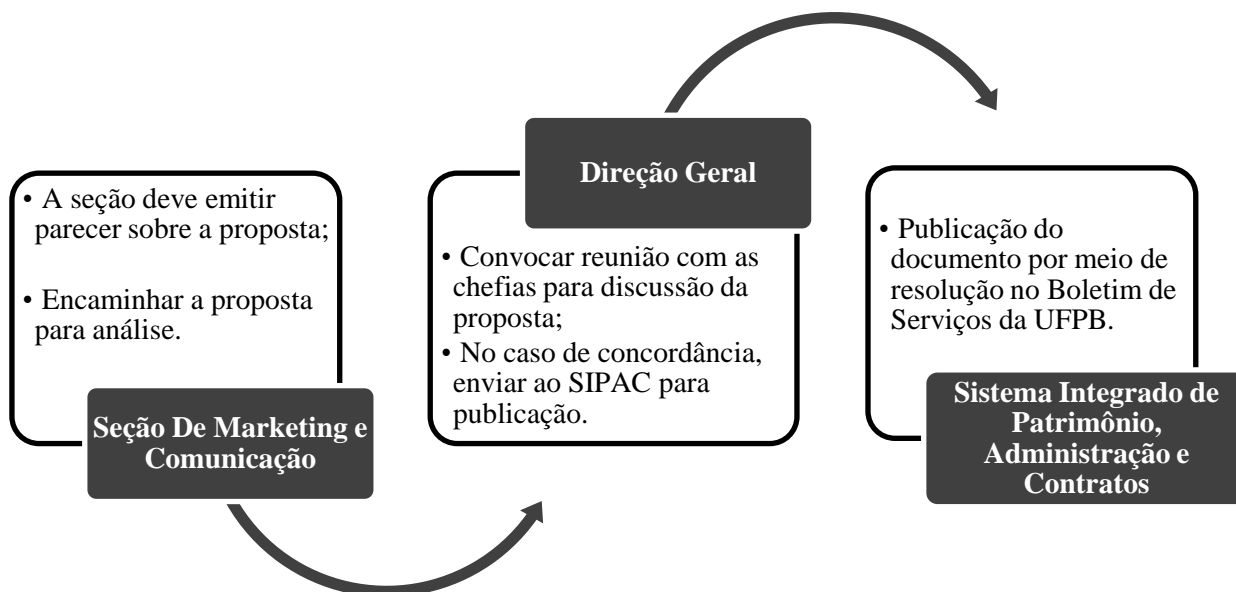 • A seção deve emitir
parecer sobre a proposta;
• Encaminhar a proposta
para análise.
Seção De Marketing e
Comunicação
Direção Geral
• Convocar reunião com as
chefias para discussão da
proposta;
• No caso de concordância,
enviar ao SIPAC para
publicação.
• Publicação do
documento por meio de
resolução no Boletim de
Serviços da UFPB.
Sistema Integrado de
Patrimônio,
Administração e
Contratos